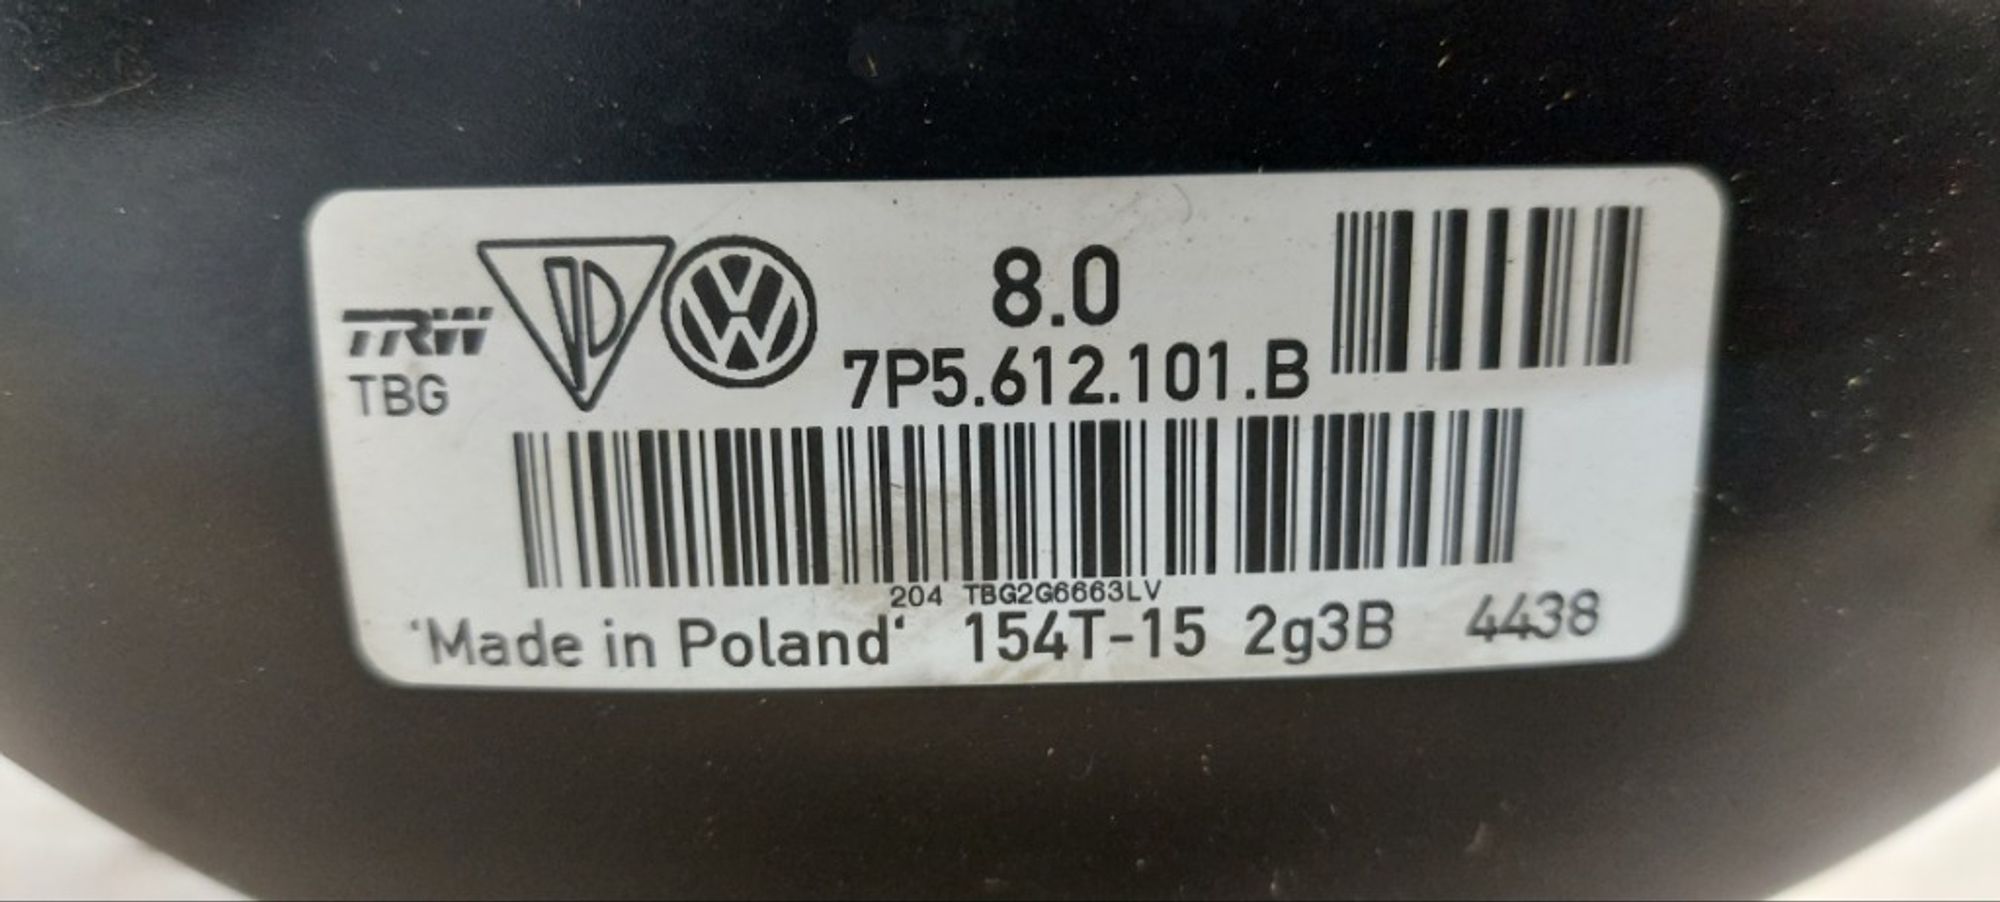 TRW
TBG
8.0
7P5.612.101.B
204 TBG2G6663LV
'Made in Poland' 154T-15 2g3B 4438